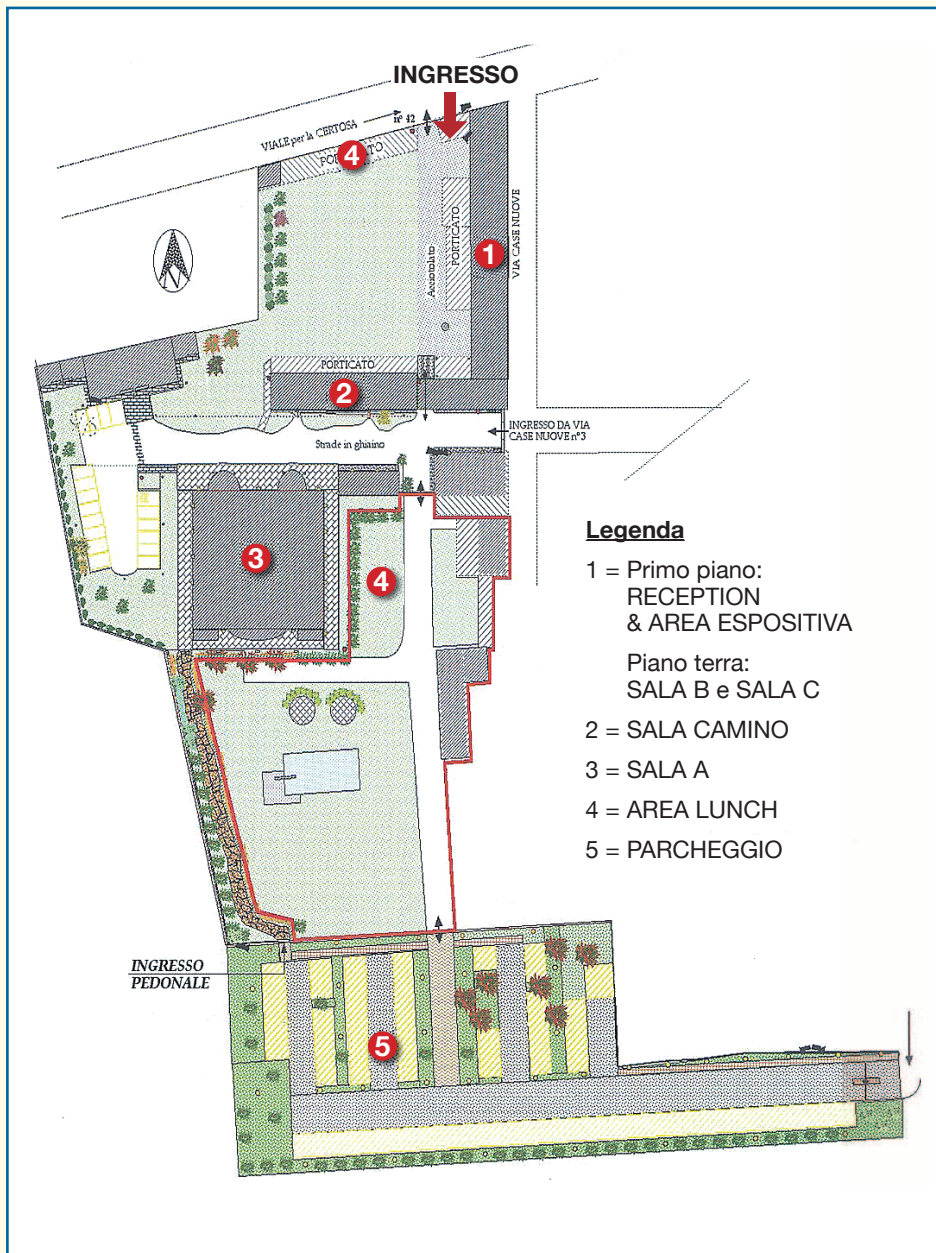 INGRESSO
VIALE per la CERTOSA
n° 42
4
PORTICATO
VIA CASE NUOVE
PORTICATO
Acciottolato
1
PORTICATO
2
INGRESSO DA VIA
CASE NUOVE n°3
Strade in ghiaino
3
4
Legenda
1 = Primo piano:
RECEPTION
& AREA ESPOSITIVA
Piano terra:
SALA B e SALA C
2 = SALA CAMINO
3 = SALA A
4 = AREA LUNCH
5 = PARCHEGGIO
INGRESSO
PEDONALE
5